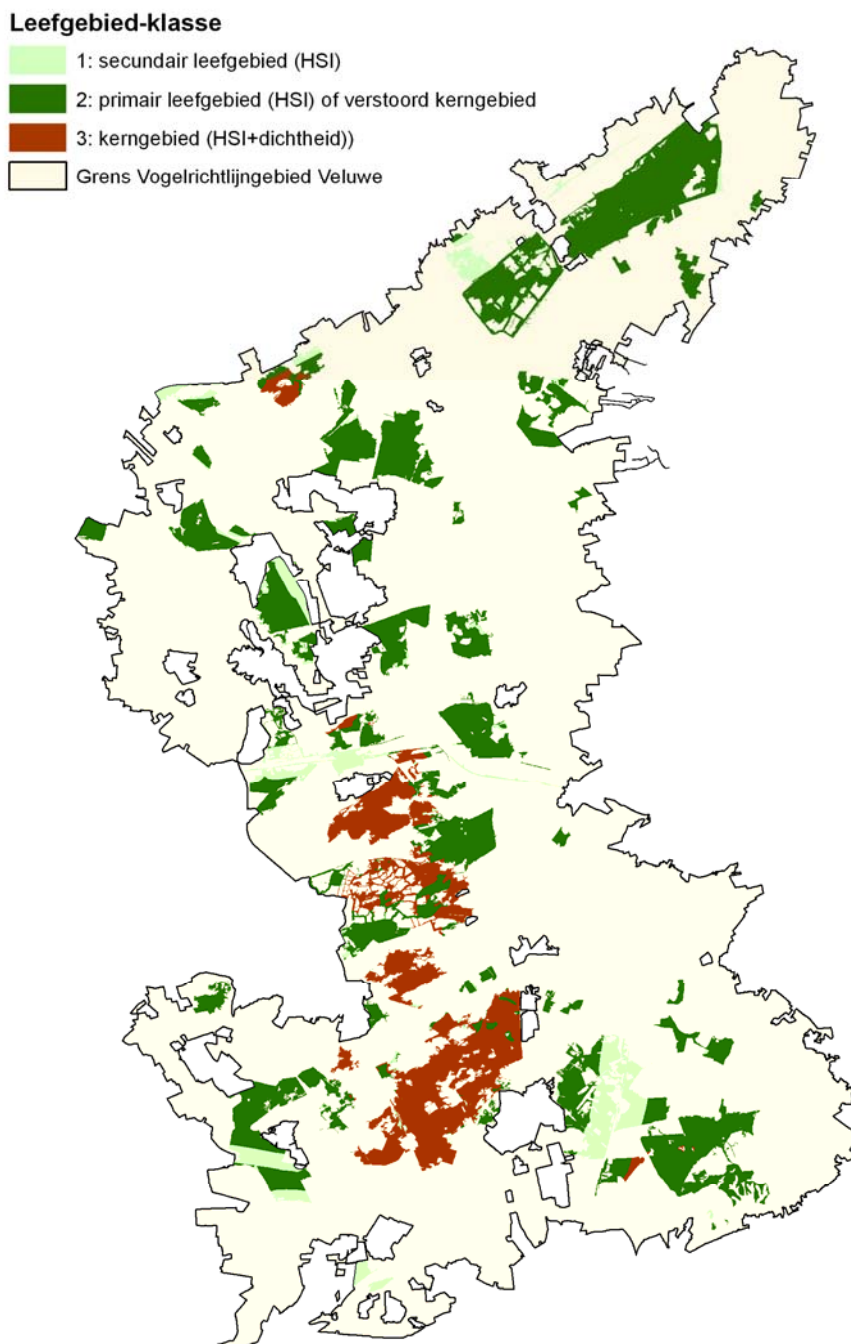 Leefgebied-klasse
1: secundair leefgebied (HSI)
2: primair leefgebied (HSI) of verstoord kerngebied
3: kerngebied (HSI+dichtheid))
Grens Vogelrichtlijngebied Veluwe